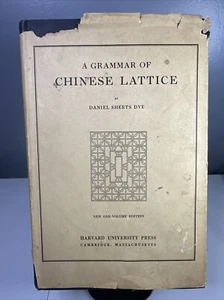 A GRAMMAR OF
CHINESE LATTICE
BY
DANIEL SHEETS DYE
NEW ONE-VOLUME EDITION
HARVARD UNIVERSITY PRESS
CAMBRIDGE, MASSACHUSETTS